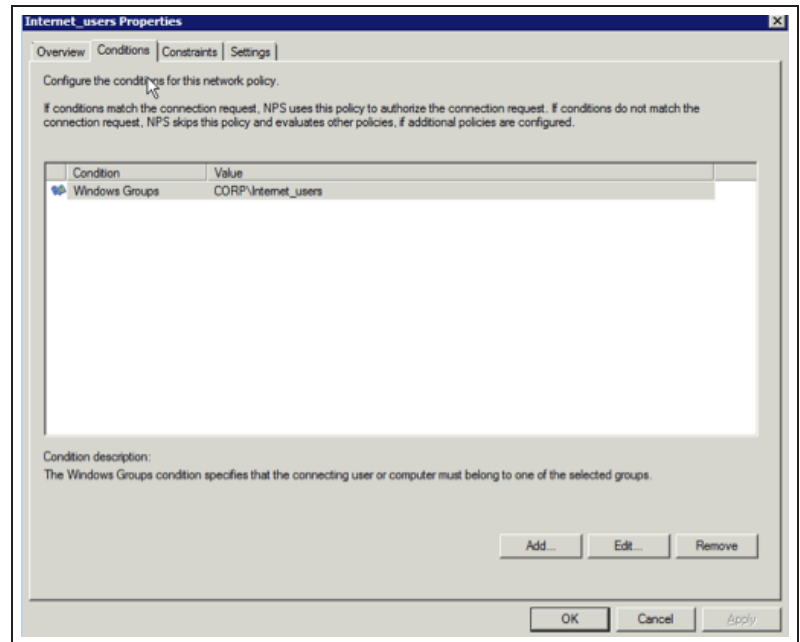 Internet_users Properties
Overview Conditions Constraints Settings
Configure the conditions for this network policy.
If conditions match the connection request, NPS uses this policy to authorize the connection request. If conditions do not match the
connection request, NPS skips this policy and evaluates other policies, if additional policies are configured.
Condition Value
Windows Groups CORP\Internet_users
Condition description:
The Windows Groups condition specifies that the connecting user or computer must belong to one of the selected groups.
Add... Edit... Remove
OK Cancel Apply